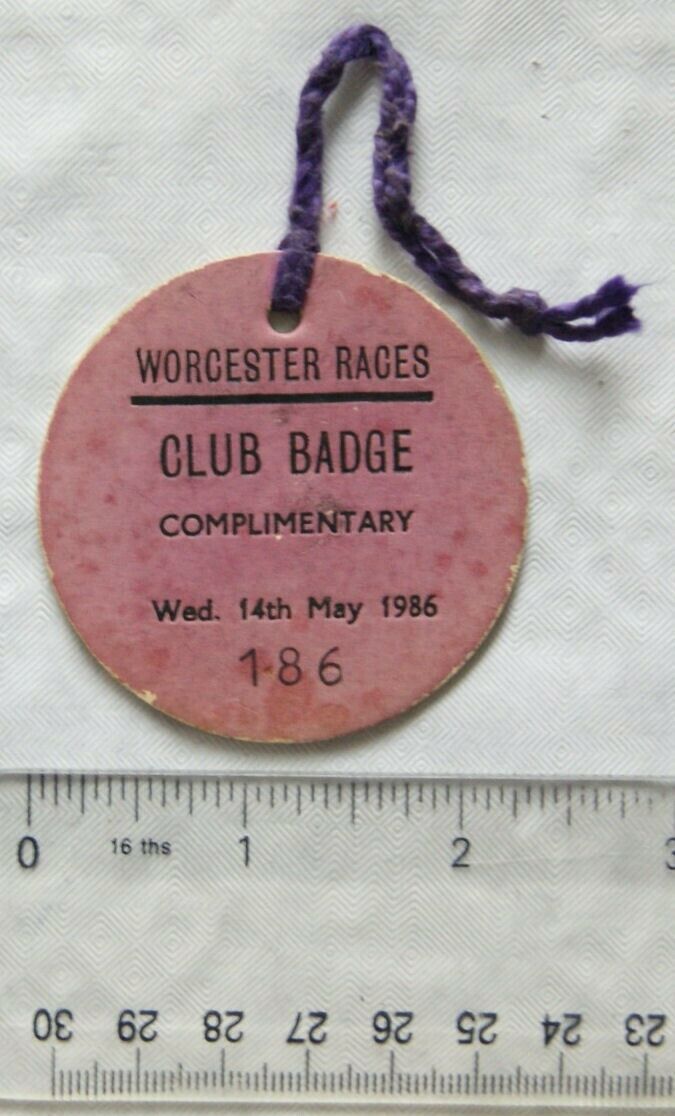 WORCESTER RACES
CLUB BADGE
COMPLIMENTARY
Wed. 14th May 1986
186
0 16 ths 1 2 3
30 29 28 27 26 25 24 23